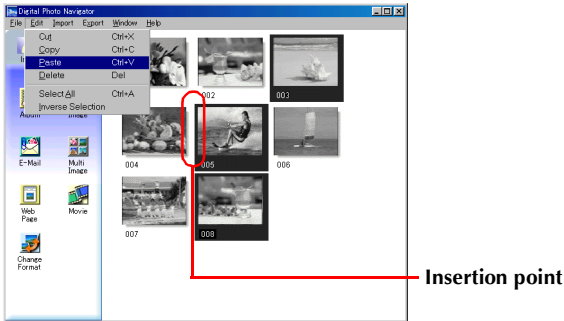 Digital Photo Navigator
File Edit Import Export Window Help
Cut Ctrl+X
Copy Ctrl+C
Paste Ctrl+V
Delete Del
Select All Ctrl+A
Inverse Selection
002
003
Album
Image
004
005
006
E-Mail
Multi
Image
Web
Page
Movie
007
008
Change
Format
Insertion point